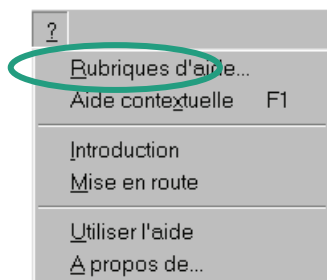 ?
Rubriques d'aide...
Aide contextuelle F1
Introduction
Mise en route
Utiliser l'aide
A propos de...